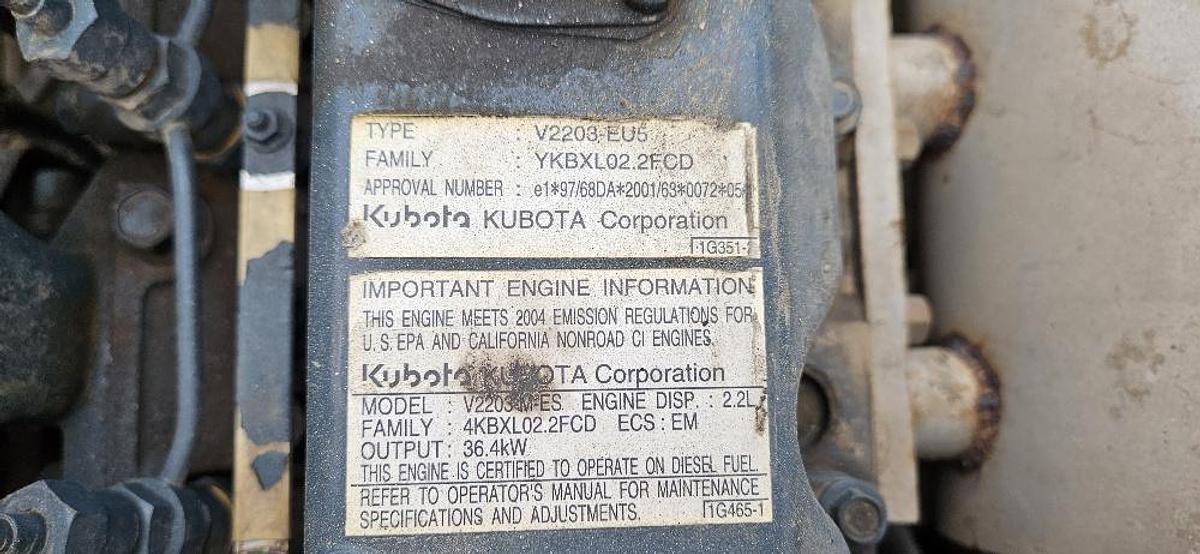 TYPE : V2203-EU5
FAMILY : YKBXL02.2FCD
APPROVAL NUMBER : e1*97/68DA*2001/63*0072*05
Kubota KUBOTA Corporation
1G351-
IMPORTANT ENGINE INFORMATION
THIS ENGINE MEETS 2004 EMISSION REGULATIONS FOR
U.S.EPA AND CALIFORNIA NONROAD CI ENGINES.
Kubota KUBOTA Corporation
MODEL : V2203-M-ES ENGINE DISP. : 2.2L
FAMILY : 4KBXL02.2FCD ECS : EM
OUTPUT : 36.4kW
THIS ENGINE IS CERTIFIED TO OPERATE ON DIESEL FUEL.
REFER TO OPERATOR'S MANUAL FOR MAINTENANCE
SPECIFICATIONS AND ADJUSTMENTS.
1G465-1